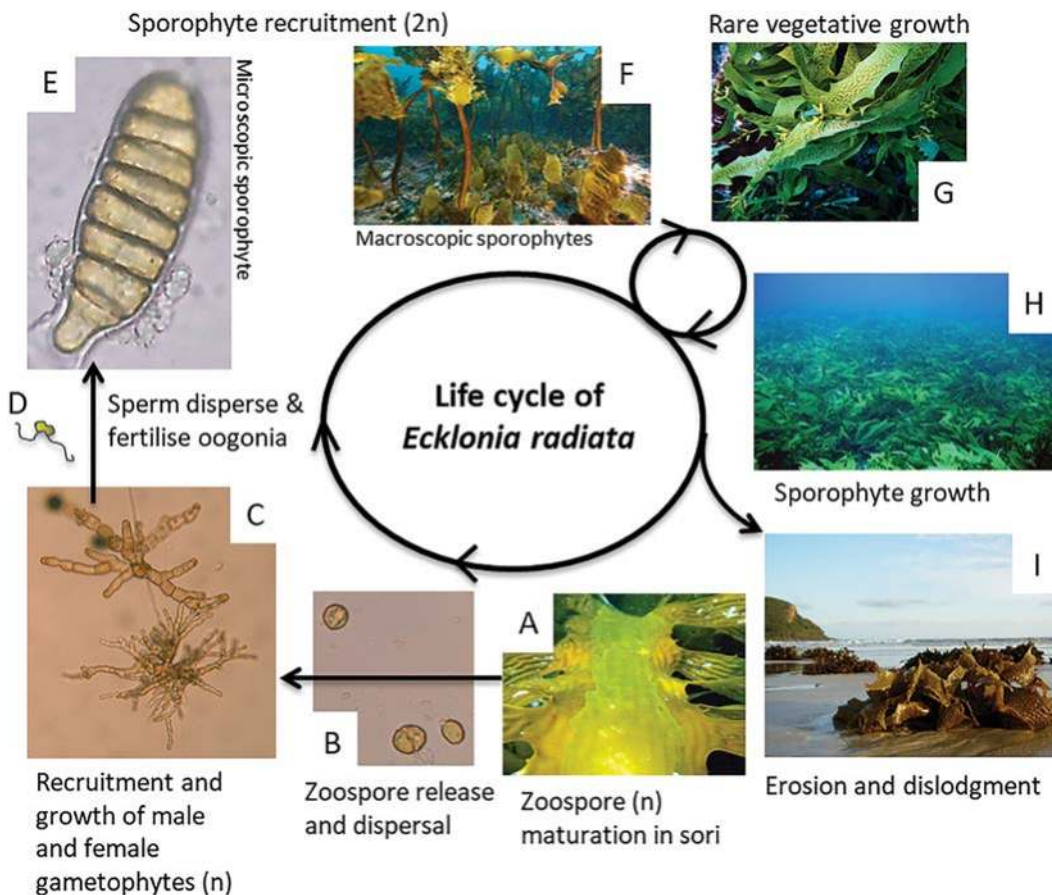 Sporophyte recruitment (2n)
Rare vegetative growth
E
Microscopic sporophyte
F
Macroscopic sporophytes
G
H
Sporophyte growth
D
Sperm disperse &
fertilise oogonia
Life cycle of
Ecklonia radiata
C
Recruitment and
growth of male
and female
gametophytes (n)
B
Zoospore release
and dispersal
A
Zoospore (n)
maturation in sori
I
Erosion and dislodgment